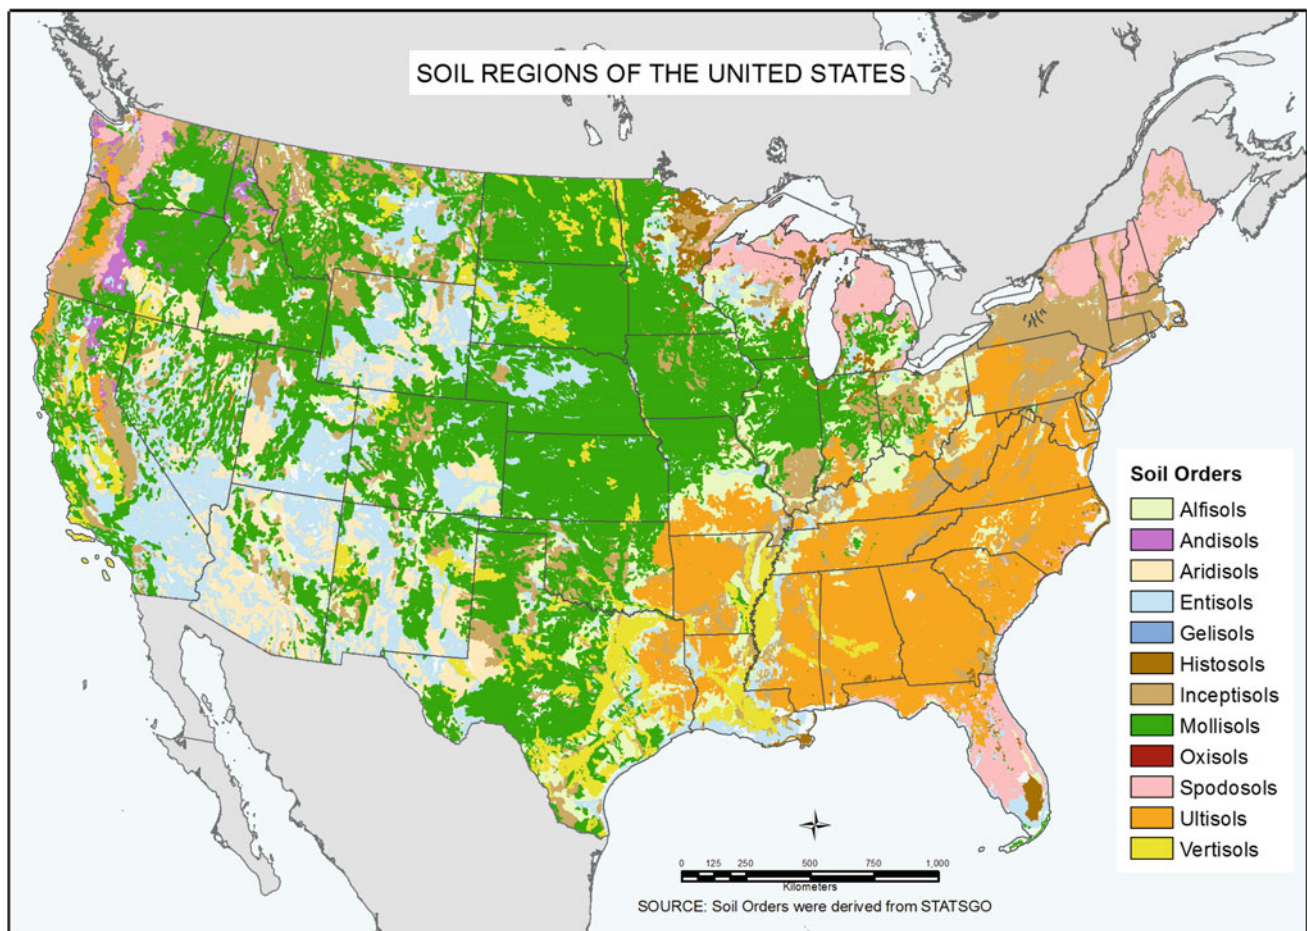 SOIL REGIONS OF THE UNITED STATES
Soil Orders
Alfisols
Andisols
Aridisols
Entisols
Gelisols
Histosols
Inceptisols
Mollisols
Oxisols
Spodosols
Ultisols
Vertisols
0 125 250 500 750 1,000
Kilometers
SOURCE: Soil Orders were derived from STATSGO